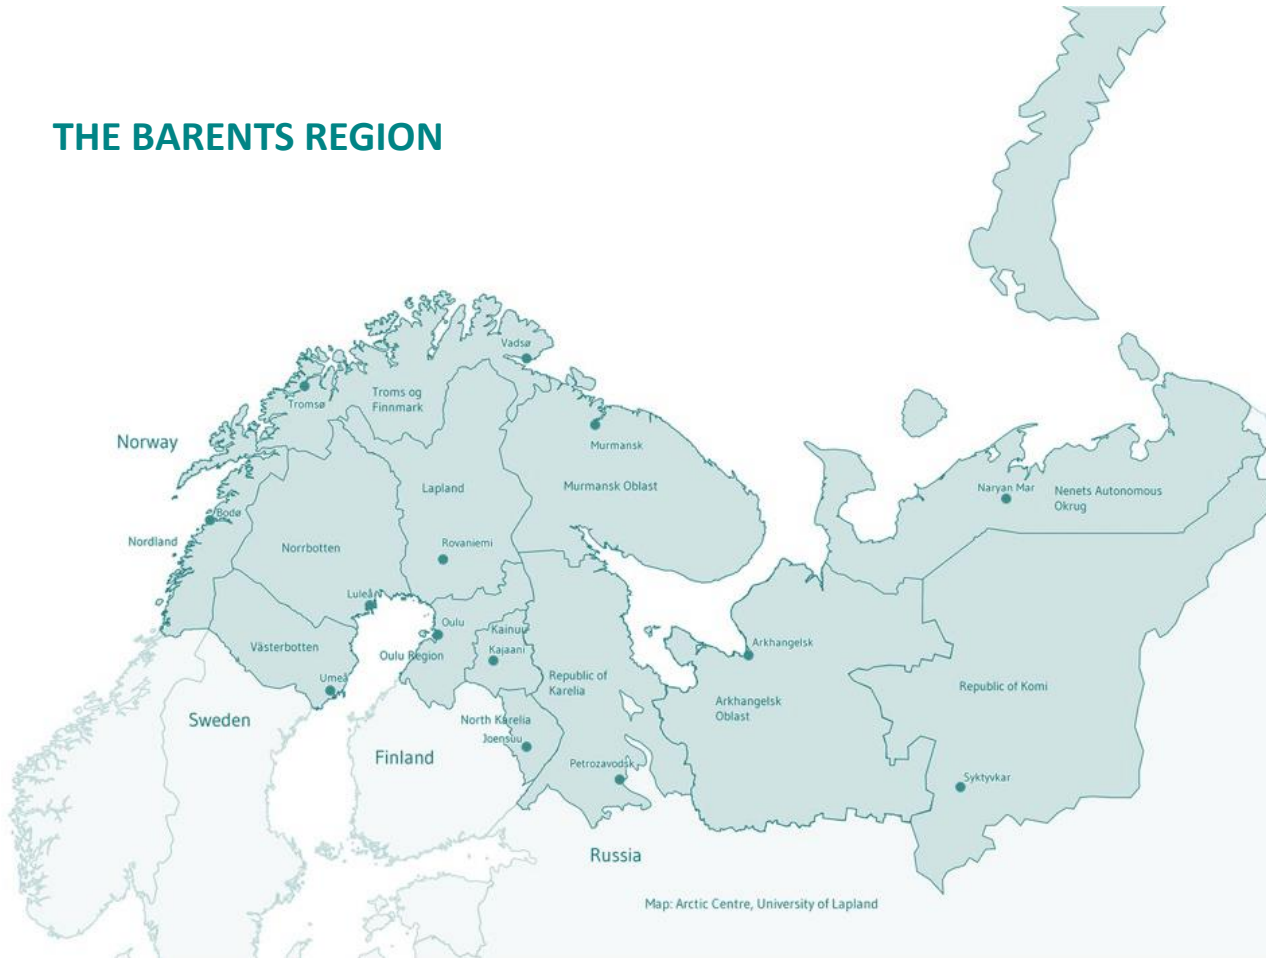 THE BARENTS REGION
Vadsø
Tromsø
Troms og
Finnmark
Norway
Murmansk
Lapland
Murmansk Oblast
Naryan Mar
Nenets Autonomous
Okrug
Bodø
Nordland
Norrbotten
Rovaniemi
Luleå
Oulu
Kainuu
Västerbotten
Oulu Region
Kajaani
Arkhangelsk
Umeå
Republic of
Karelia
Republic of Komi
Arkhangelsk
Oblast
Sweden
North Karelia
Joensuu
Finland
Petrozavodsk
Syktyvkar
Russia
Map: Arctic Centre, University of Lapland